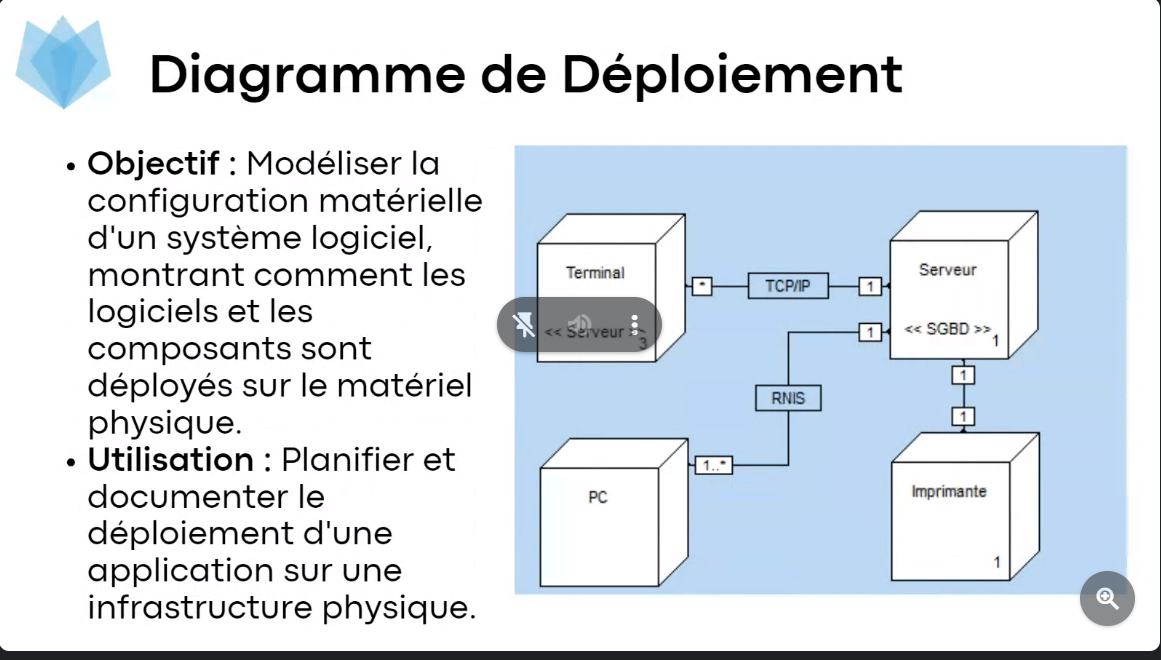 Diagramme de Déploiement
• Objectif : Modéliser la
configuration matérielle
d'un système logiciel,
montrant comment les
logiciels et les
composants sont
déployés sur le matériel
physique.
• Utilisation : Planifier et
documenter le
déploiement d'une
application sur une
infrastructure physique.
Terminal
<< Serveur >>
3
*
TCP/IP
1
Serveur
<< SGBD >>
1
1
RNIS
1..*
PC
1
1
Imprimante
1